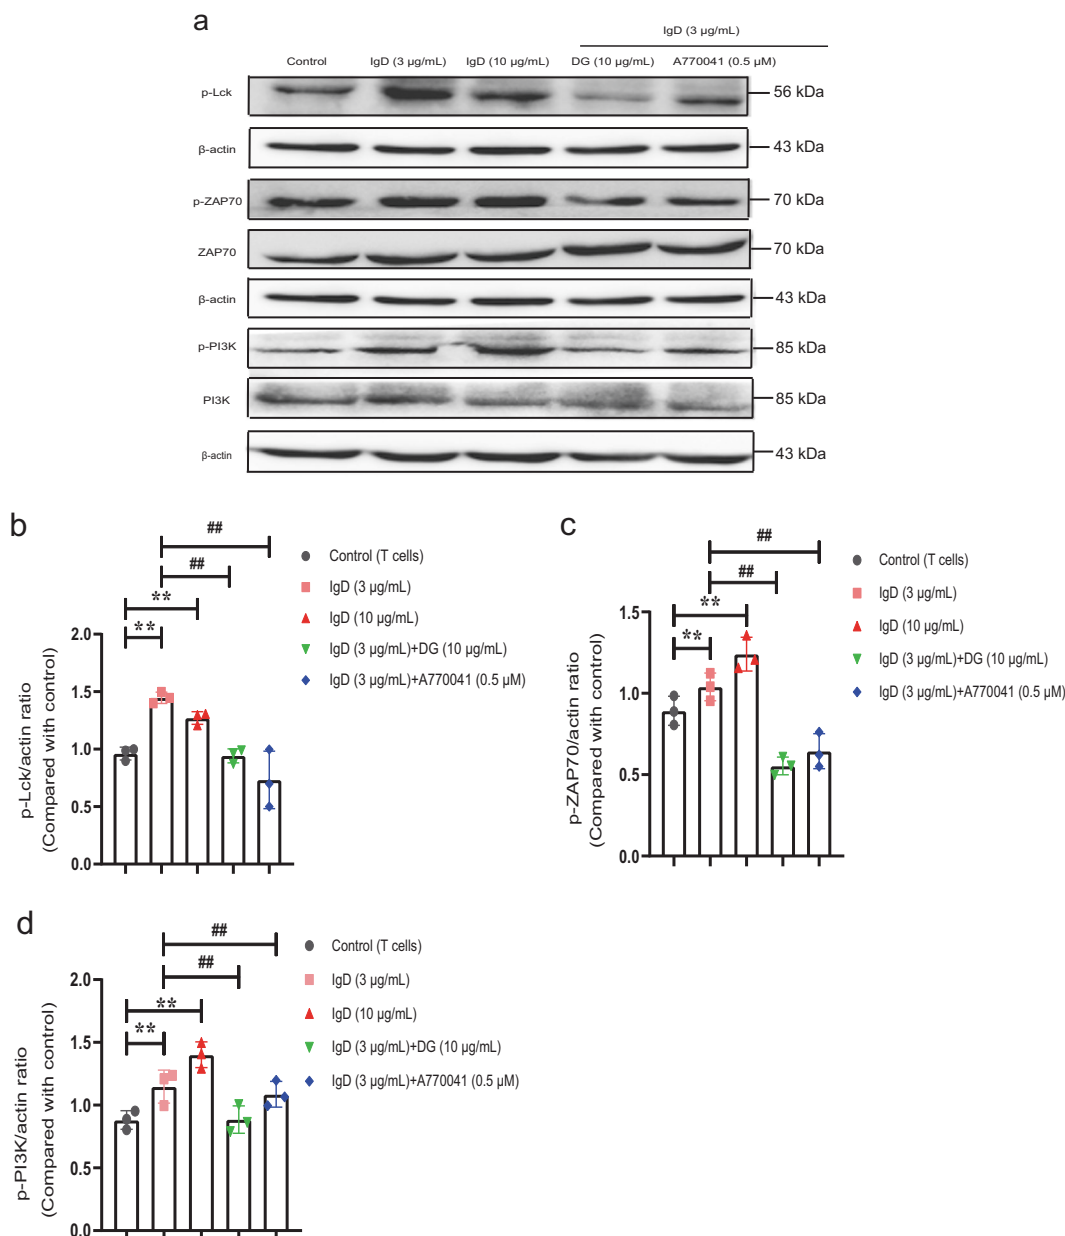 a
IgD (3 μg/mL)
Control IgD (3 μg/mL) IgD (10 μg/mL) DG (10 μg/mL) A770041 (0.5 μM)
p-Lck 56 kDa
β-actin 43 kDa
p-ZAP70 70 kDa
ZAP70 70 kDa
β-actin 43 kDa
p-PI3K 85 kDa
PI3K 85 kDa
β-actin 43 kDa
b
##
##
**
**
2.0
1.5
1.0
0.5
0.0
p-Lck/actin ratio
(Compared with control)
Control (T cells)
IgD (3 μg/mL)
IgD (10 μg/mL)
IgD (3 μg/mL)+DG (10 μg/mL)
IgD (3 μg/mL)+A770041 (0.5 μM)
c
##
##
**
**
1.5
1.0
0.5
0.0
p-ZAP70/actin ratio
(Compared with control)
Control (T cells)
IgD (3 μg/mL)
IgD (10 μg/mL)
IgD (3 μg/mL)+DG (10 μg/mL)
IgD (3 μg/mL)+A770041 (0.5 μM)
d
##
##
**
**
2.0
1.5
1.0
0.5
0.0
p-PI3K/actin ratio
(Compared with control)
Control (T cells)
IgD (3 μg/mL)
IgD (10 μg/mL)
IgD (3 μg/mL)+DG (10 μg/mL)
IgD (3 μg/mL)+A770041 (0.5 μM)